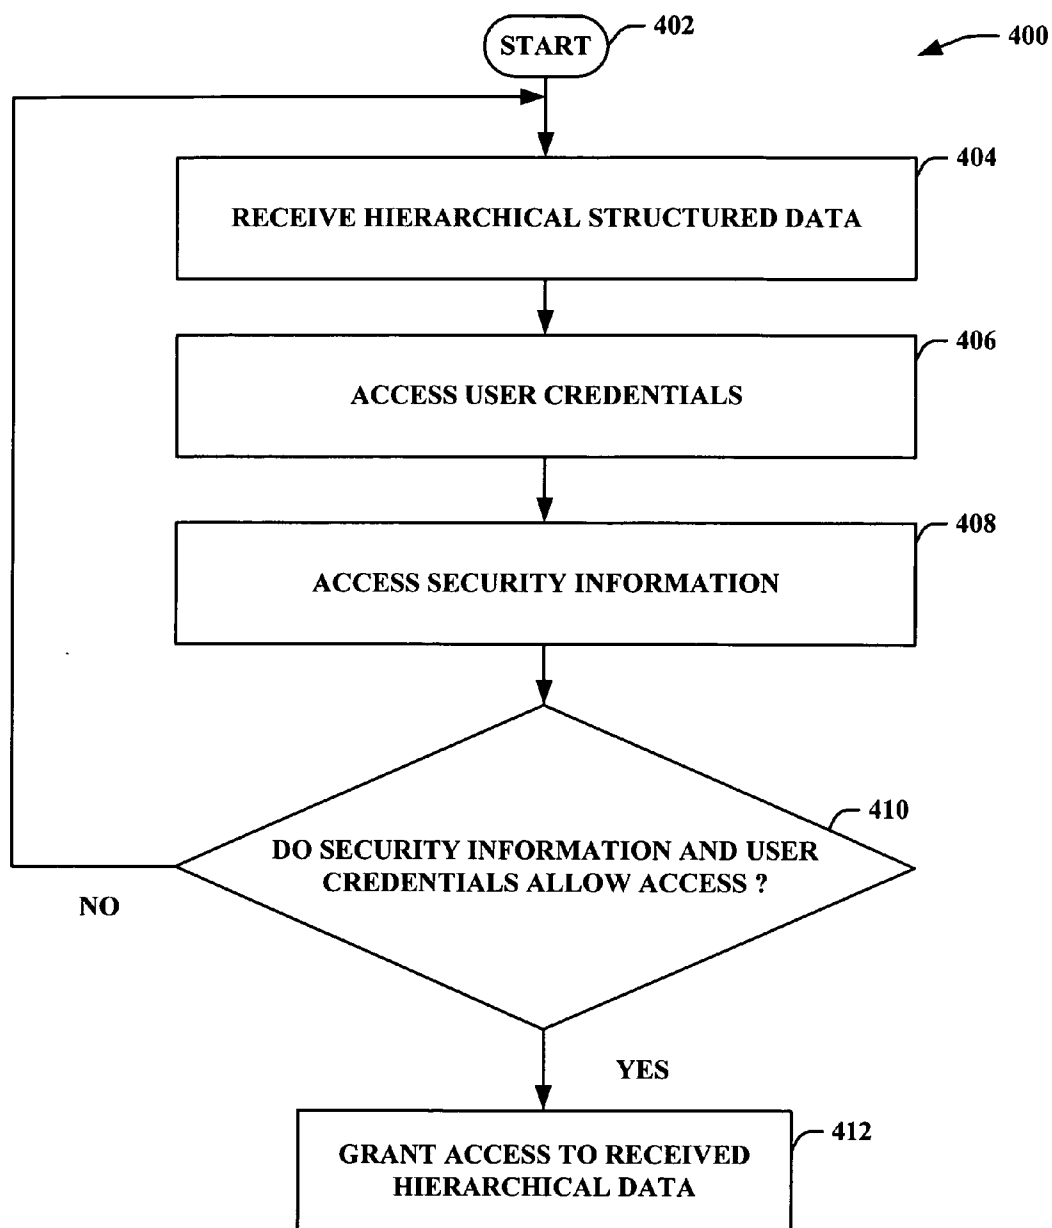 START
402
400
404
RECEIVE HIERARCHICAL STRUCTURED DATA
406
ACCESS USER CREDENTIALS
408
ACCESS SECURITY INFORMATION
410
DO SECURITY INFORMATION AND USER
CREDENTIALS ALLOW ACCESS ?
NO
YES
412
GRANT ACCESS TO RECEIVED
HIERARCHICAL DATA